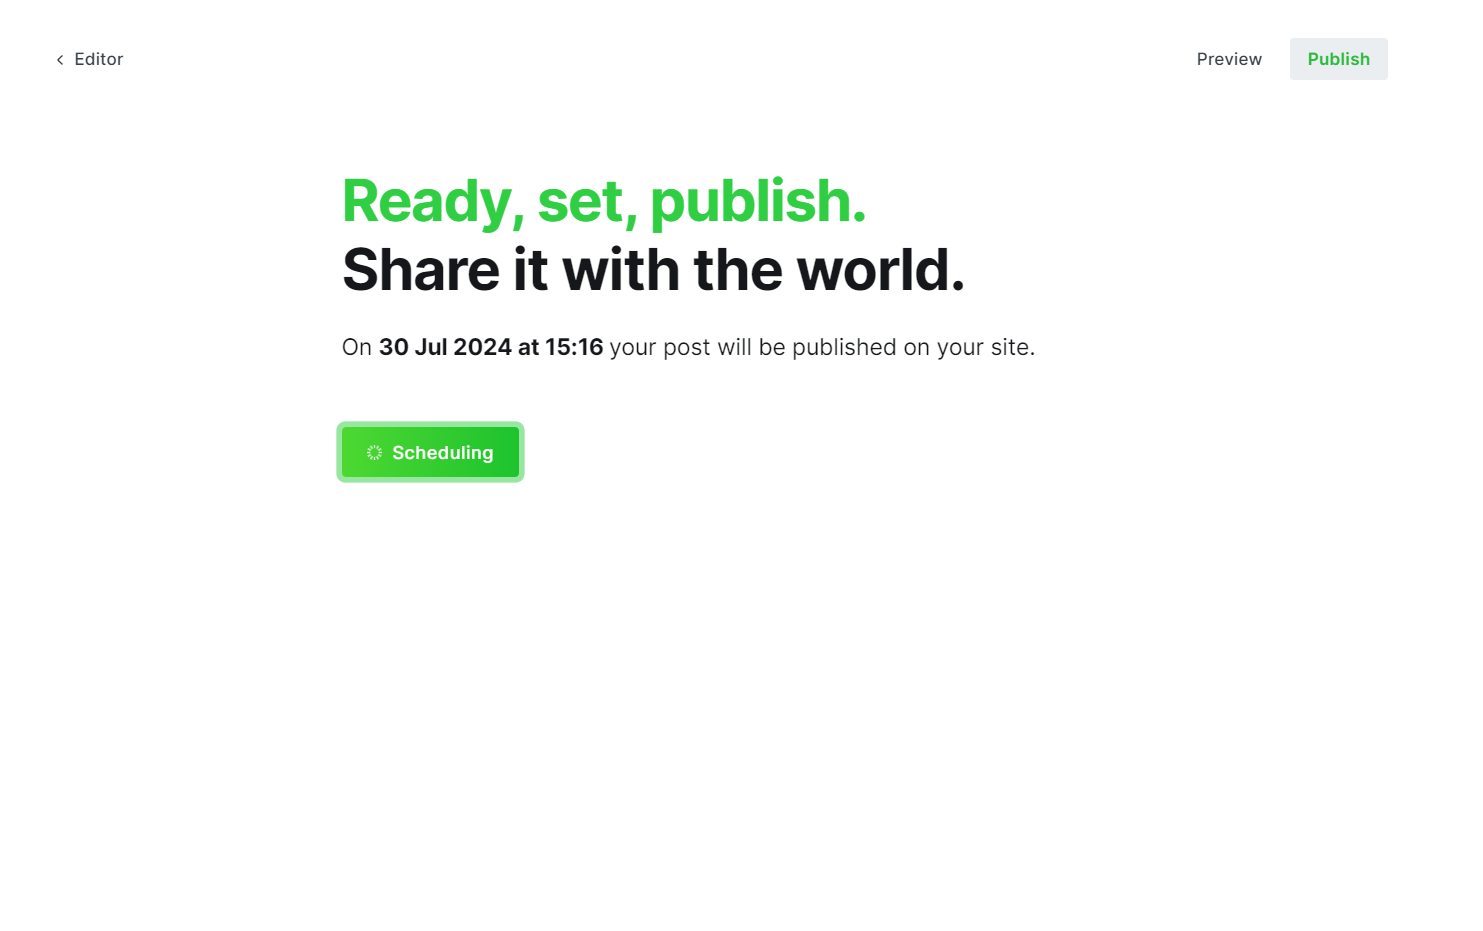 Editor
Preview
Publish
Ready, set, publish.
Share it with the world.
On 30 Jul 2024 at 15:16 your post will be published on your site.
Scheduling